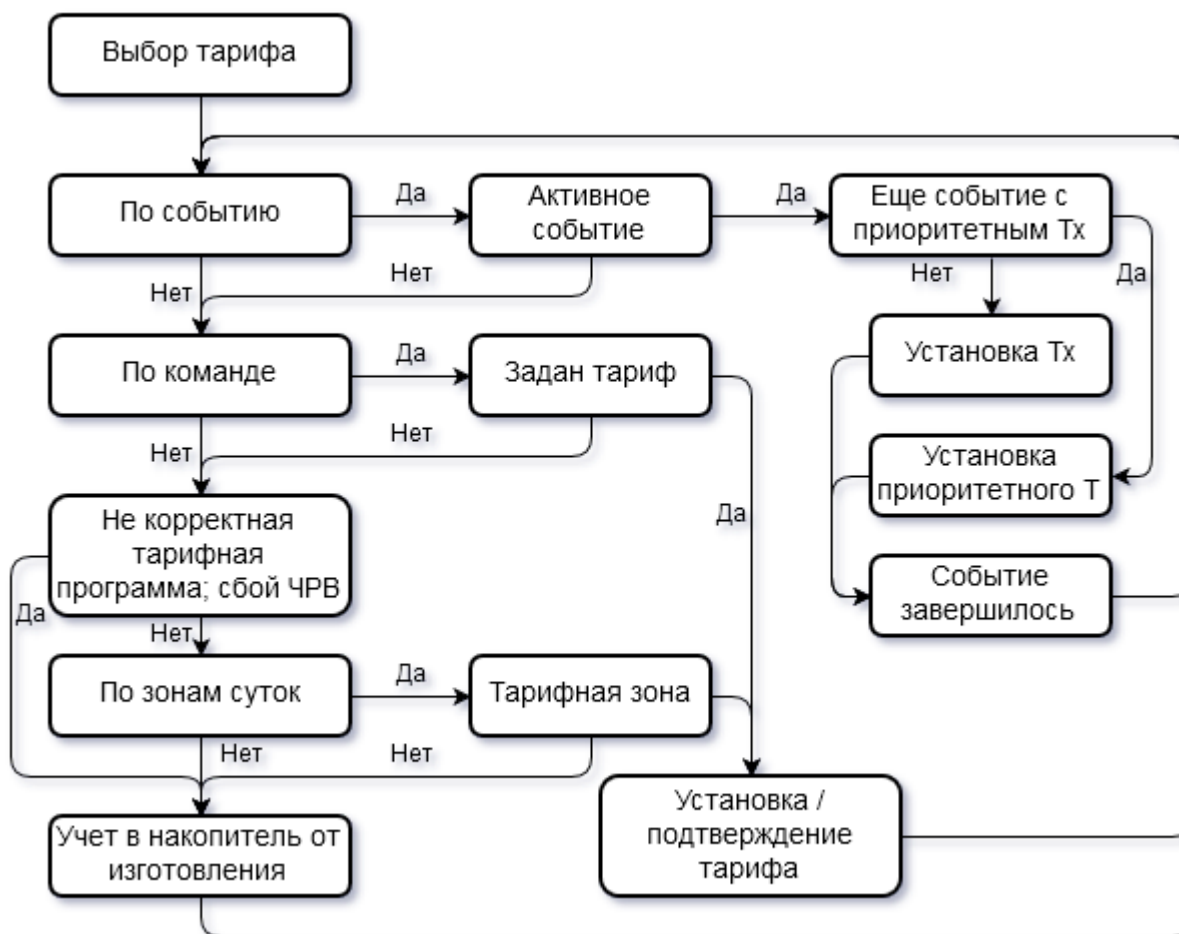 Выбор тарифа
По событию
Да
Активное
событие
Да
Еще событие с
приоритетным Тх
Нет
Нет
Нет
Да
По команде
Да
Задан тариф
Установка Тх
Нет
Нет
Да
Установка
приоритетного Т
Не корректная
тарифная
программа; сбой ЧРВ
Да
Нет
Событие
завершилось
По зонам суток
Да
Тарифная зона
Нет
Нет
Учет в накопитель от
изготовления
Установка /
подтверждение
тарифа